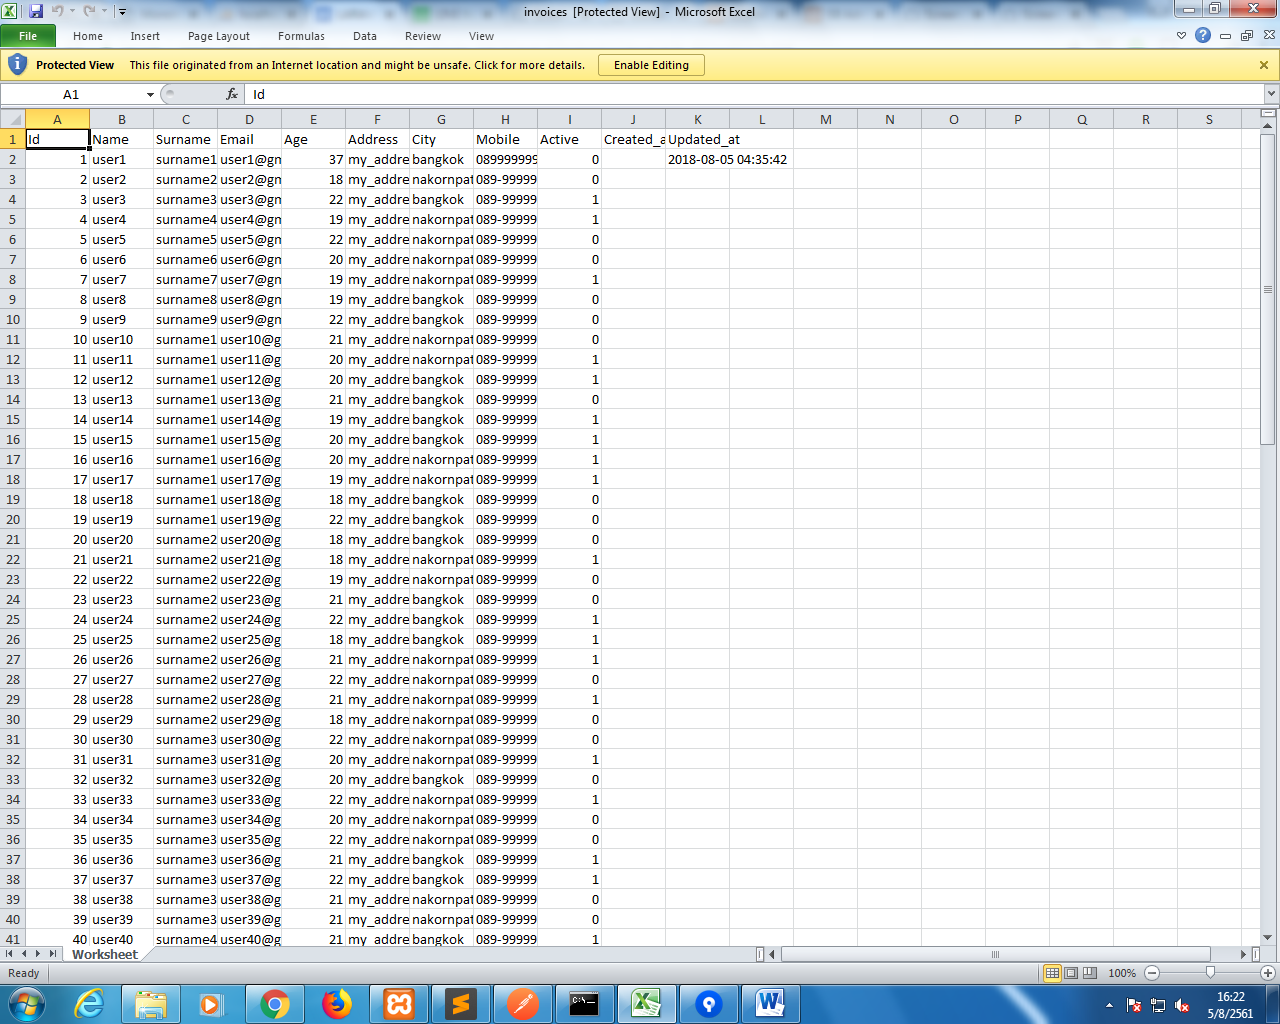 invoices [Protected View] - Microsoft Excel
File Home Insert Page Layout Formulas Data Review View
Protected View This file originated from an Internet location and might be unsafe. Click for more details. Enable Editing
A1 fx Id
A B C D E F G H I J K L M N O P Q R S
1 Id Name Surname Email Age Address City Mobile Active Created_a Updated_at
2 1 user1 surname1 user1@gm 37 my_addre bangkok 089999999 0 2018-08-05 04:35:42
3 2 user2 surname2 user2@gm 18 my_addre nakornpat 089-99999 0
4 3 user3 surname3 user3@gm 22 my_addre bangkok 089-99999 1
5 4 user4 surname4 user4@gm 19 my_addre nakornpat 089-99999 1
6 5 user5 surname5 user5@gm 22 my_addre nakornpat 089-99999 0
7 6 user6 surname6 user6@gm 20 my_addre nakornpat 089-99999 0
8 7 user7 surname7 user7@gm 19 my_addre nakornpat 089-99999 1
9 8 user8 surname8 user8@gm 19 my_addre bangkok 089-99999 0
10 9 user9 surname9 user9@gm 22 my_addre bangkok 089-99999 0
11 10 user10 surname1 user10@g 21 my_addre nakornpat 089-99999 0
12 11 user11 surname1 user11@g 20 my_addre nakornpat 089-99999 1
13 12 user12 surname1 user12@g 20 my_addre bangkok 089-99999 1
14 13 user13 surname1 user13@g 21 my_addre bangkok 089-99999 0
15 14 user14 surname1 user14@g 19 my_addre bangkok 089-99999 1
16 15 user15 surname1 user15@g 20 my_addre bangkok 089-99999 1
17 16 user16 surname1 user16@g 20 my_addre nakornpat 089-99999 1
18 17 user17 surname1 user17@g 19 my_addre nakornpat 089-99999 1
19 18 user18 surname1 user18@g 18 my_addre bangkok 089-99999 0
20 19 user19 surname1 user19@g 22 my_addre bangkok 089-99999 0
21 20 user20 surname2 user20@g 18 my_addre bangkok 089-99999 0
22 21 user21 surname2 user21@g 18 my_addre nakornpat 089-99999 1
23 22 user22 surname2 user22@g 19 my_addre nakornpat 089-99999 0
24 23 user23 surname2 user23@g 21 my_addre bangkok 089-99999 0
25 24 user24 surname2 user24@g 22 my_addre bangkok 089-99999 1
26 25 user25 surname2 user25@g 18 my_addre bangkok 089-99999 1
27 26 user26 surname2 user26@g 21 my_addre nakornpat 089-99999 1
28 27 user27 surname2 user27@g 22 my_addre nakornpat 089-99999 0
29 28 user28 surname2 user28@g 21 my_addre nakornpat 089-99999 1
30 29 user29 surname2 user29@g 18 my_addre bangkok 089-99999 0
31 30 user30 surname3 user30@g 22 my_addre nakornpat 089-99999 0
32 31 user31 surname3 user31@g 20 my_addre nakornpat 089-99999 1
33 32 user32 surname3 user32@g 20 my_addre bangkok 089-99999 0
34 33 user33 surname3 user33@g 22 my_addre nakornpat 089-99999 1
35 34 user34 surname3 user34@g 20 my_addre nakornpat 089-99999 0
36 35 user35 surname3 user35@g 22 my_addre nakornpat 089-99999 0
37 36 user36 surname3 user36@g 21 my_addre bangkok 089-99999 1
38 37 user37 surname3 user37@g 22 my_addre bangkok 089-99999 1
39 38 user38 surname3 user38@g 21 my_addre nakornpat 089-99999 0
40 39 user39 surname3 user39@g 21 my_addre nakornpat 089-99999 0
41 40 user40 surname4 user40@g 21 my_addre bangkok 089-99999 1
Worksheet
Ready 100%
16:22
5/8/2561